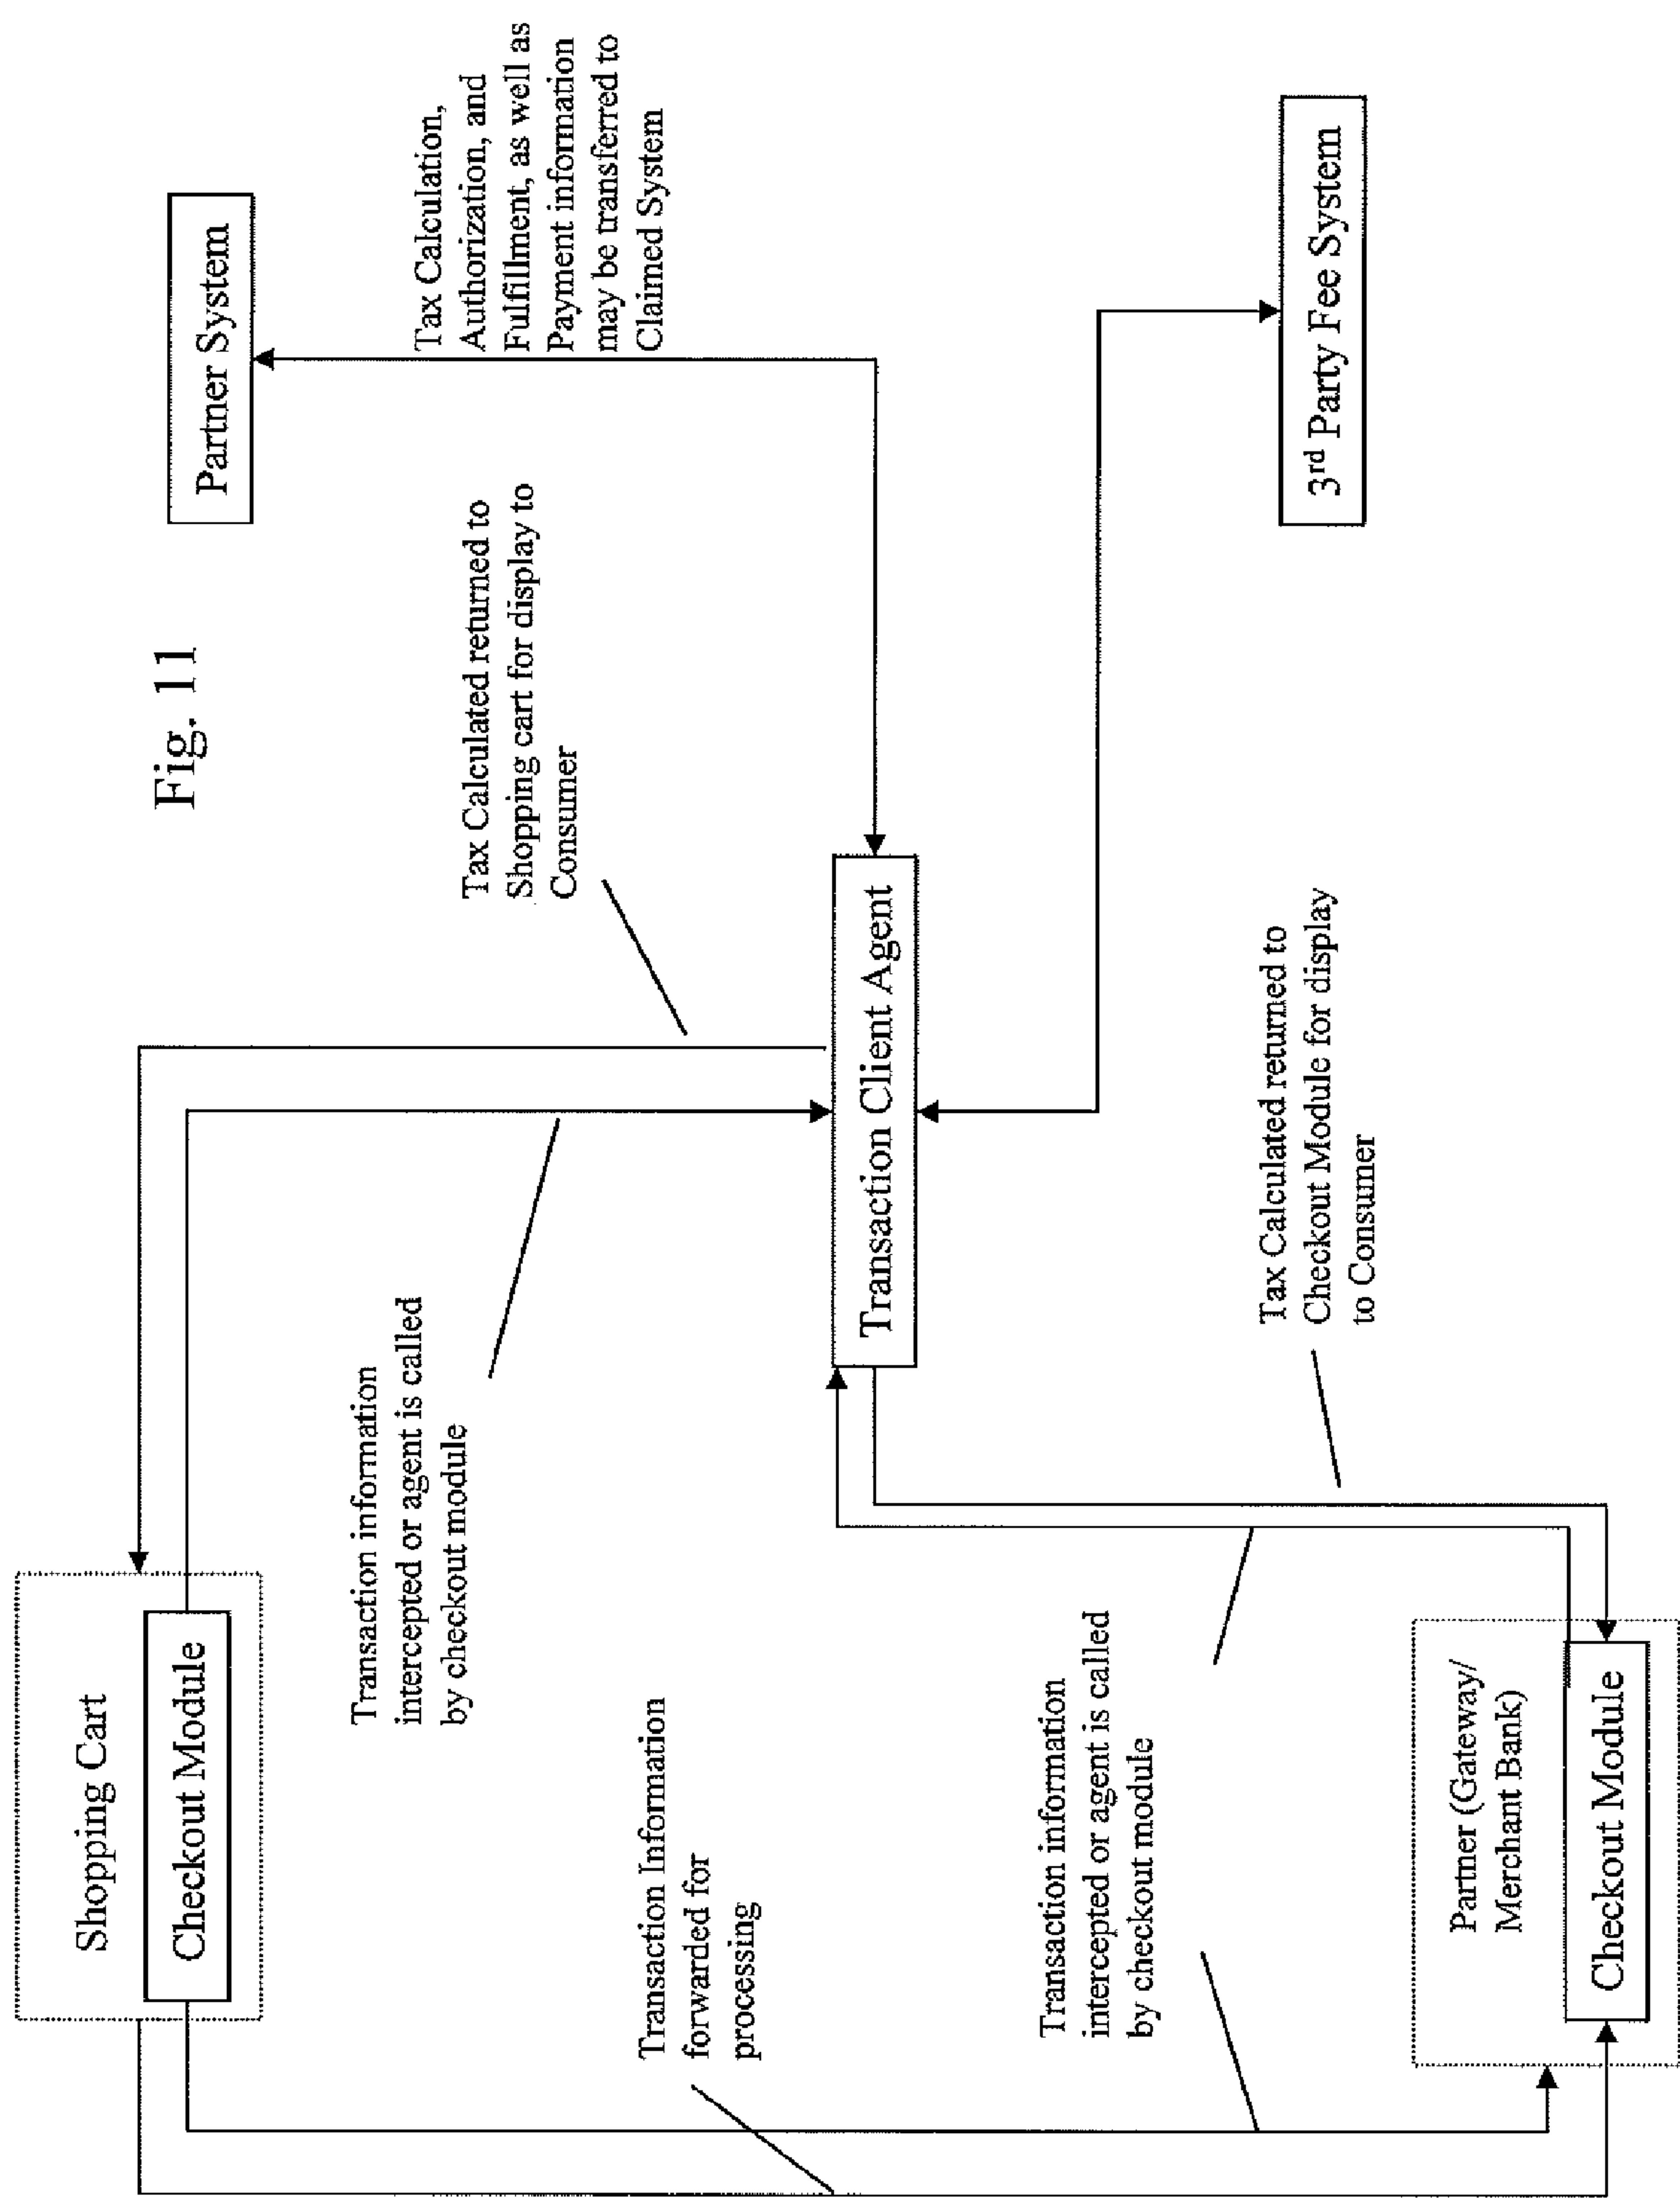 Shopping Cart
Checkout Module
Transaction information
intercepted or agent is called
by checkout module
Fig. 11
Tax Calculated returned to
Shopping cart for display to
Consumer
Partner System
Tax Calculation,
Authorization, and
Fulfillment, as well as
Payment information
may be transferred to
Claimed System
Transaction Information
forwarded for
processing
Transaction Client Agent
Transaction information
intercepted or agent is called
by checkout module
Tax Calculated returned to
Checkout Module for display
to Consumer
Partner (Gateway/
Merchant Bank)
Checkout Module
3rd Party Fee System